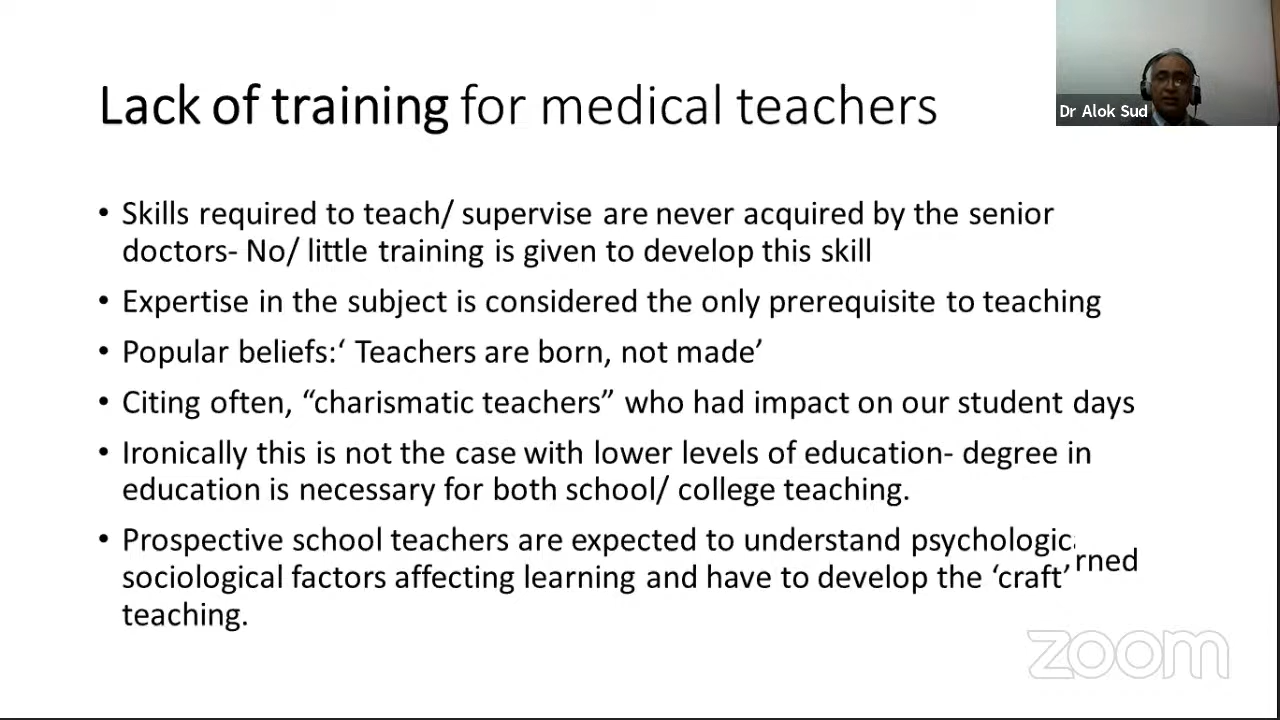 Lack of training for medical teachers
Dr Alok Sud
• Skills required to teach/ supervise are never acquired by the senior
doctors- No/ little training is given to develop this skill
• Expertise in the subject is considered the only prerequisite to teaching
• Popular beliefs:‘ Teachers are born, not made’
• Citing often, “charismatic teachers” who had impact on our student days
• Ironically this is not the case with lower levels of education- degree in
education is necessary for both school/ college teaching.
• Prospective school teachers are expected to understand
sociological factors affecting learning and have to develop the ‘craft’
teaching.
zoom